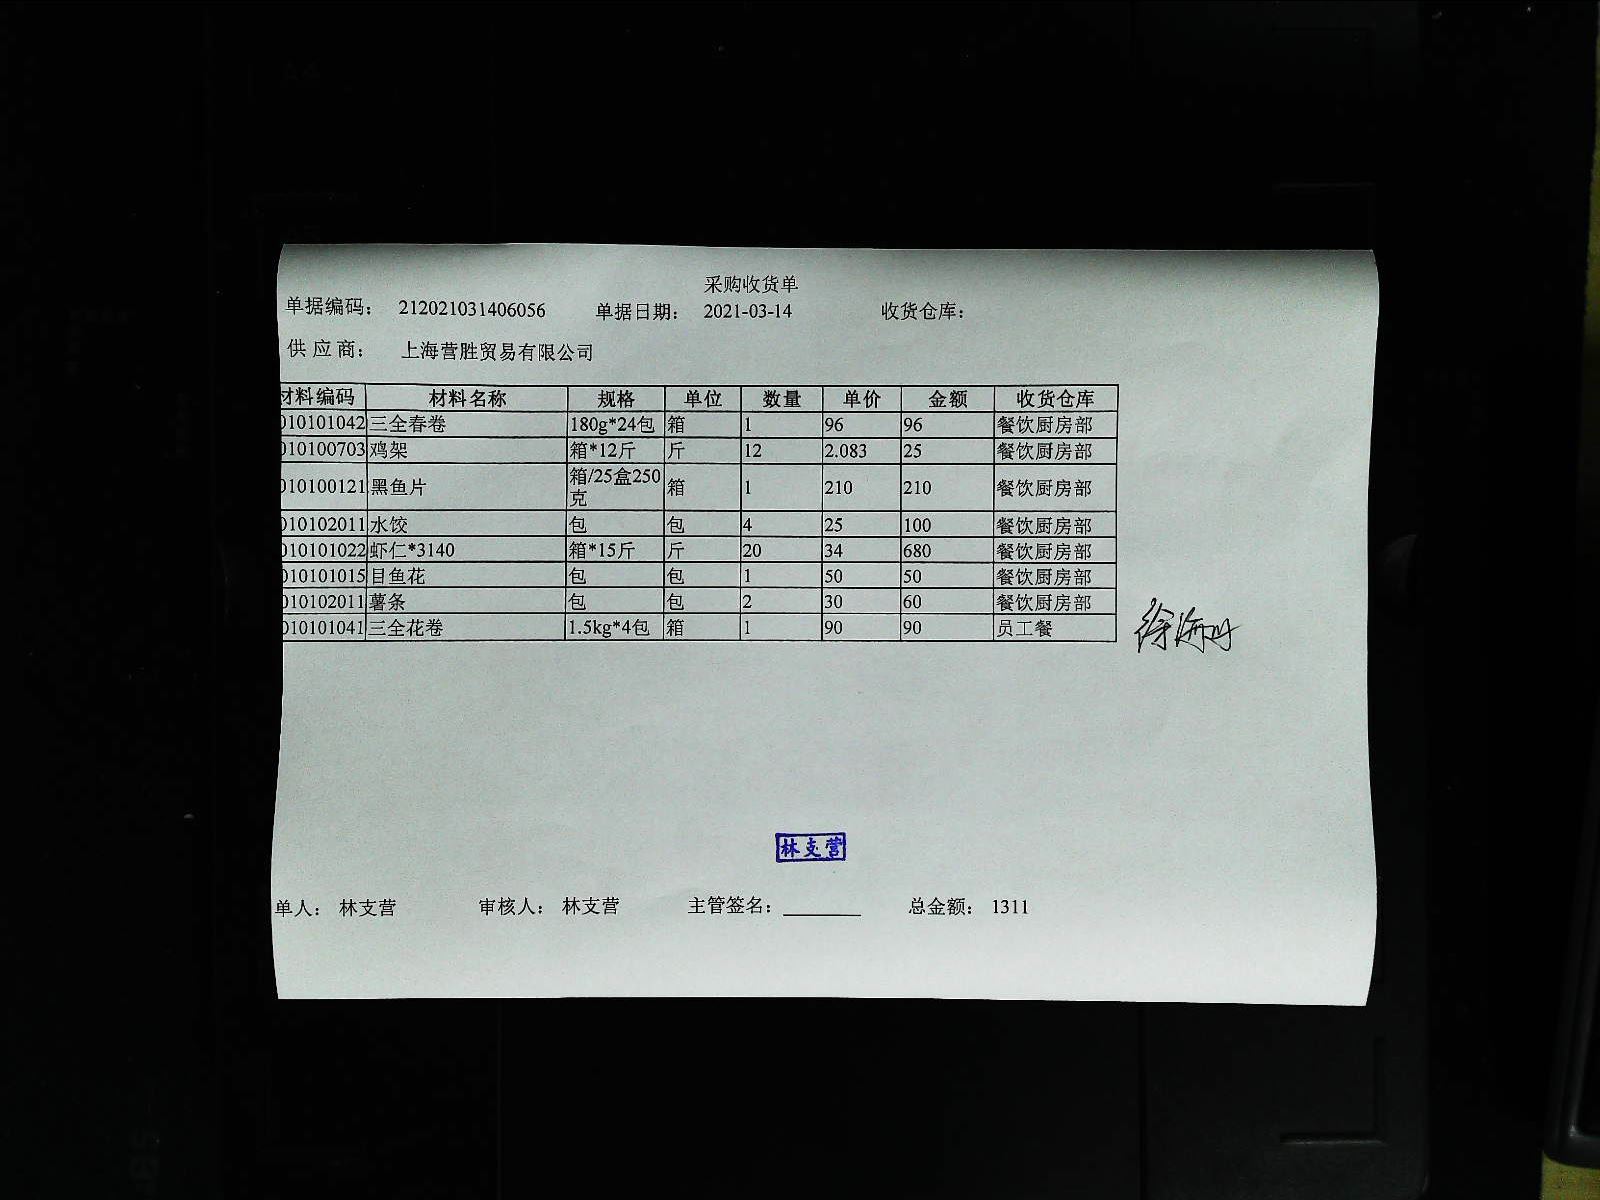 采购收货单
单据编码： 212021031406056 单据日期： 2021-03-14 收货仓库：
供应商： 上海营胜贸易有限公司
材料编码 材料名称 规格 单位 数量 单价 金额 收货仓库
010101042 三全春卷 180g*24包 箱 1 96 96 餐饮厨房部
010100703 鸡架 箱*12斤 斤 12 2.083 25 餐饮厨房部
010100121 黑鱼片 箱/25盒250克 箱 1 210 210 餐饮厨房部
010102011 水饺 包 包 4 25 100 餐饮厨房部
010101022 虾仁*3140 箱*15斤 斤 20 34 680 餐饮厨房部
010101015 目鱼花 包 包 1 50 50 餐饮厨房部
010102011 薯条 包 包 2 30 60 餐饮厨房部
010101041 三全花卷 1.5kg*4包 箱 1 90 90 员工餐
徐海丹
林支营
单人： 林支营 审核人： 林支营 主管签名：________ 总金额： 1311